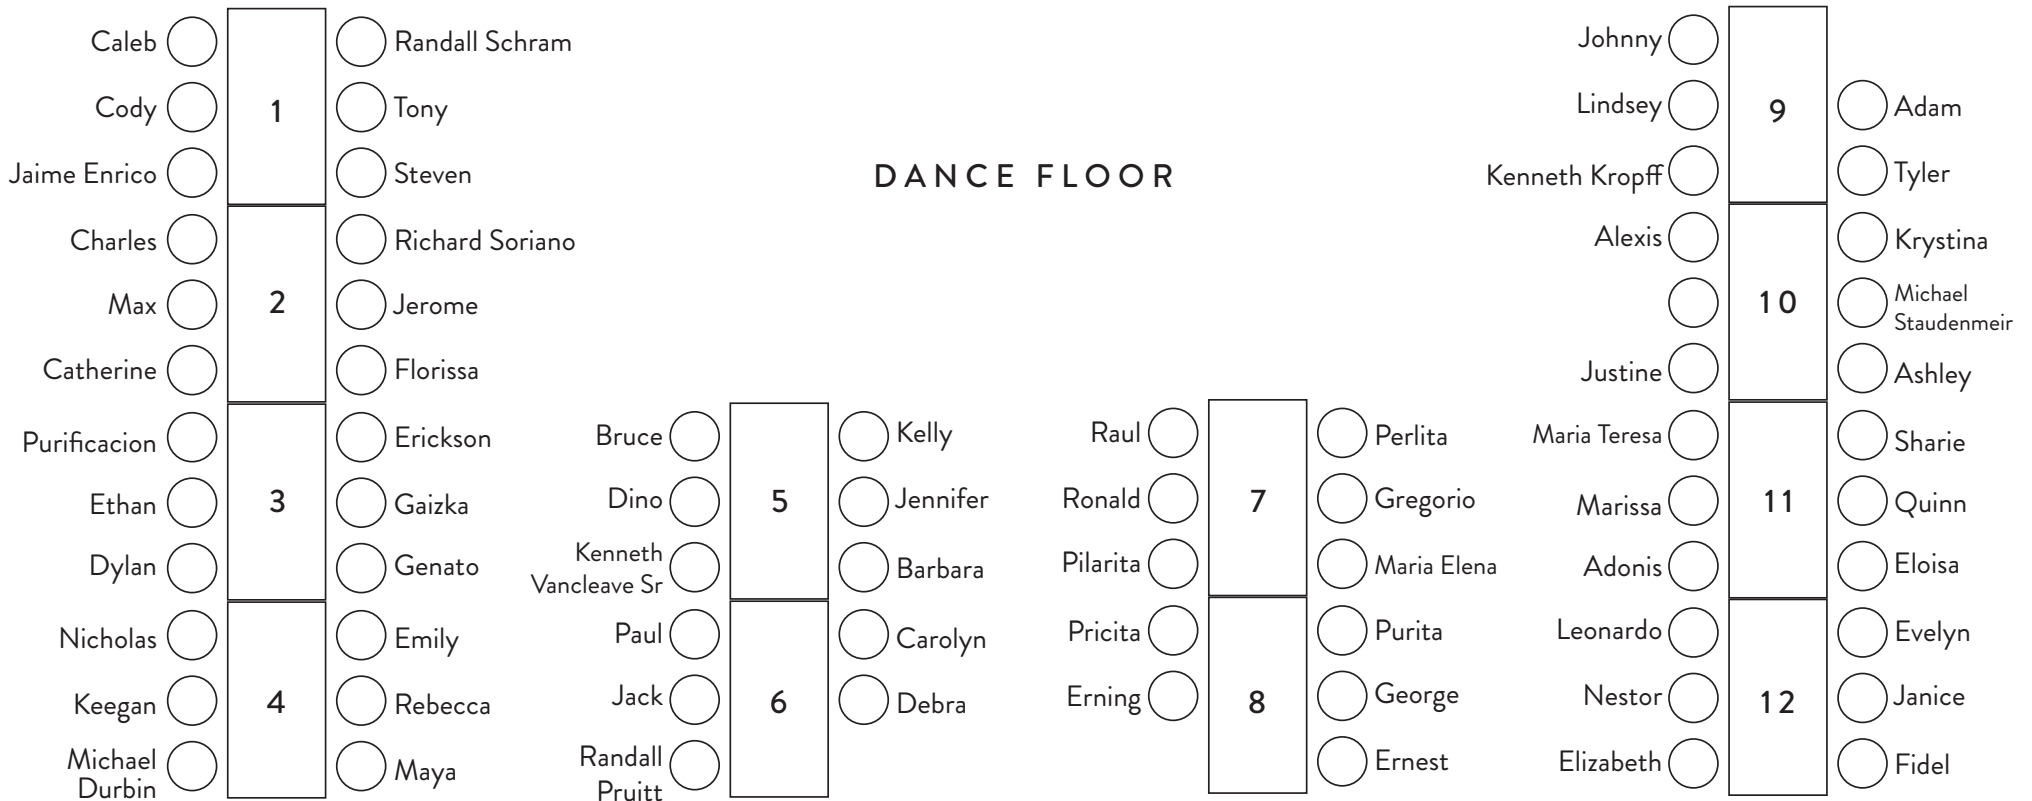 Caleb
Cody
Jaime Enrico
1
Randall Schram
Tony
Steven
Charles
Max
Catherine
2
Richard Soriano
Jerome
Florissa
Purificacion
Ethan
Dylan
3
Erickson
Gaizka
Genato
Nicholas
Keegan
Michael
Durbin
4
Emily
Rebecca
Maya
DANCE FLOOR
Bruce
Dino
Kenneth
Vancleave Sr
5
Kelly
Jennifer
Barbara
Paul
Jack
Randall
Pruitt
6
Carolyn
Debra
Raul
Ronald
Pilarita
7
Perlita
Gregorio
Maria Elena
Pricita
Erning
8
Purita
George
Ernest
Johnny
Lindsey
Kenneth Kropff
9
Adam
Tyler
Alexis
Justine
10
Krystina
Michael
Staudenmeir
Ashley
Maria Teresa
Marissa
Adonis
11
Sharie
Quinn
Eloisa
Leonardo
Nestor
Elizabeth
12
Evelyn
Janice
Fidel